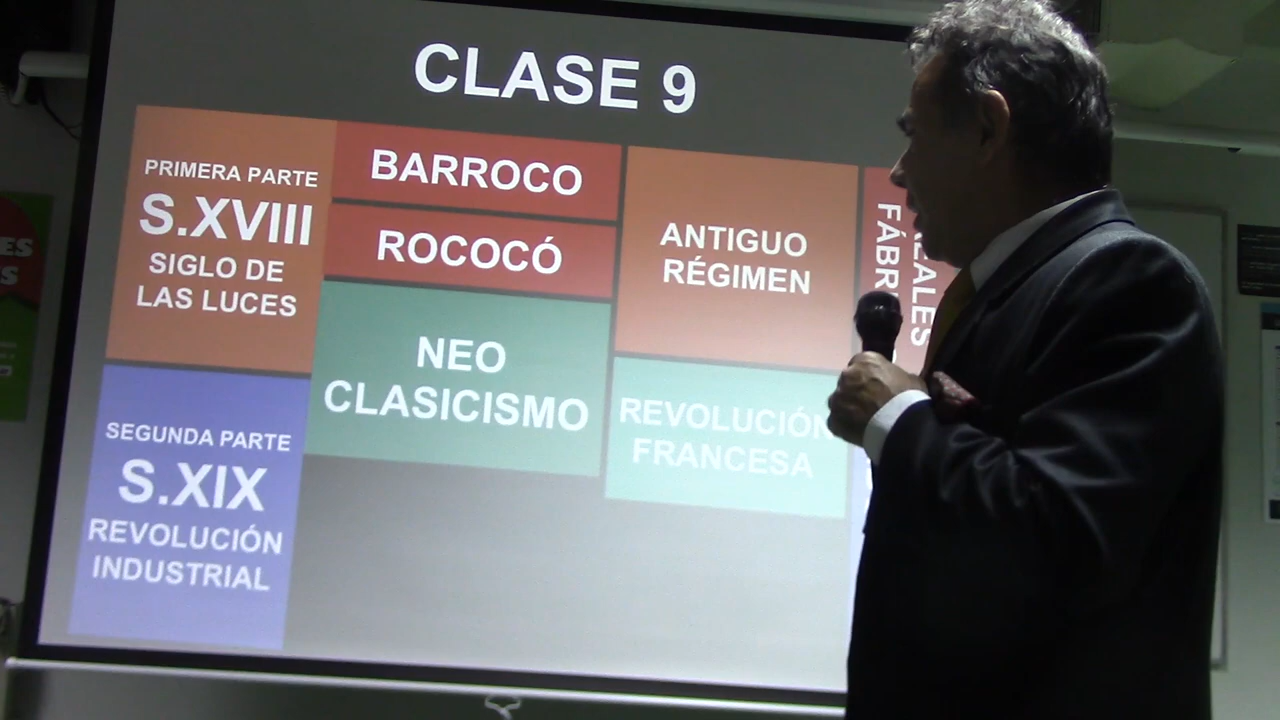 CLASE 9
PRIMERA PARTE
S.XVIII
SIGLO DE
LAS LUCES
SEGUNDA PARTE
S.XIX
REVOLUCIÓN
INDUSTRIAL
BARROCO
ROCOCÓ
NEO
CLASICISMO
ANTIGUO
RÉGIMEN
REVOLUCIÓN
FRANCESA